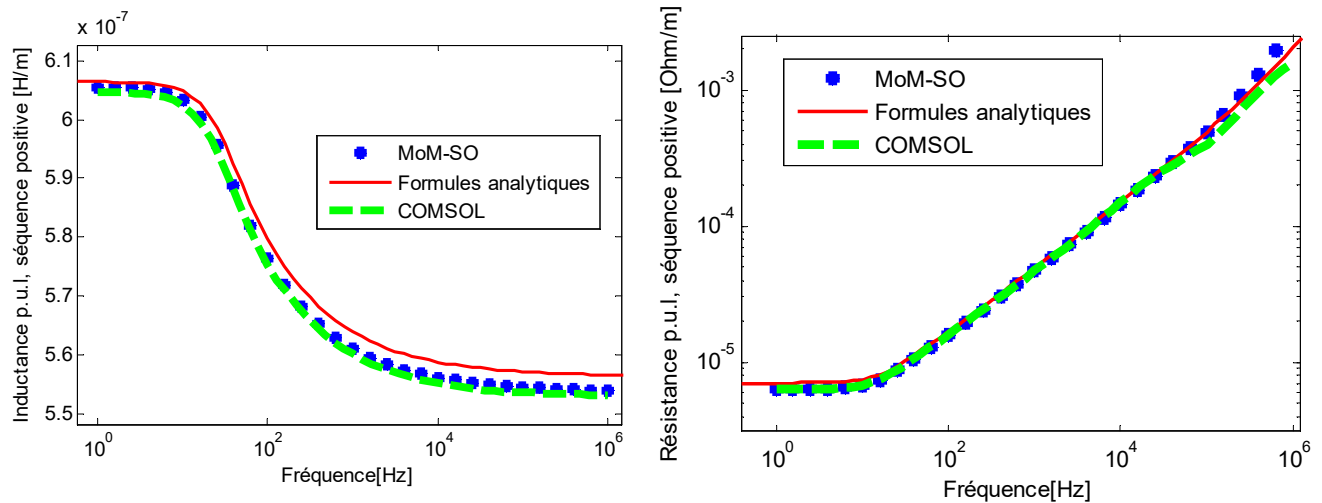 x 10^-7
Inductance p.u.l, séquence positive [H/m]
6.1
6
5.9
5.8
5.7
5.6
5.5
MoM-SO
Formules analytiques
COMSOL
10^0
10^2
10^4
10^6
Fréquence[Hz]
Résistance p.u.l, séquence positive [Ohm/m]
10^-3
10^-4
10^-5
MoM-SO
Formules analytiques
COMSOL
10^0
10^2
10^4
10^6
Fréquence[Hz]